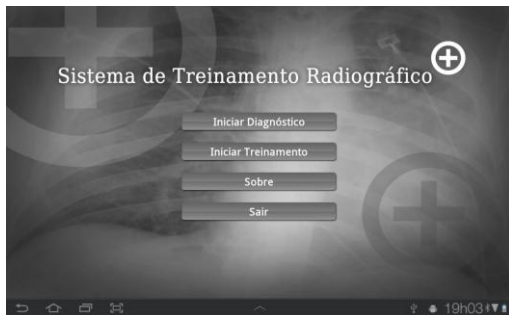 Sistema de Treinamento Radiográfico
Iniciar Diagnóstico
Iniciar Treinamento
Sobre
Sair
19h03